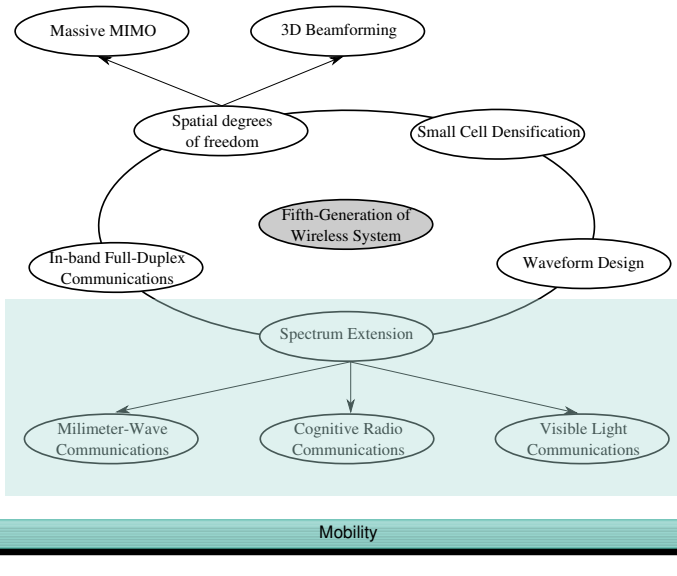 Massive MIMO
3D Beamforming
Spatial degrees
of freedom
Small Cell Densification
Fifth-Generation of
Wireless System
In-band Full-Duplex
Communications
Waveform Design
Spectrum Extension
Milimeter-Wave
Communications
Cognitive Radio
Communications
Visible Light
Communications
Mobility